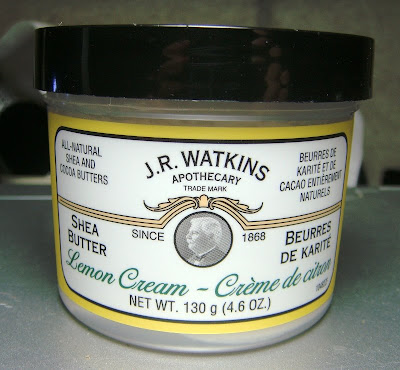 J.R. WATKINS
APOTHECARY
TRADE MARK
ALL-NATURAL
SHEA AND
COCOA BUTTERS
BEURRES DE
KARITÉ ET DE
CACAO ENTIÈREMENT
NATURELS
SHEA
BUTTER
SINCE 1868
BEURRES
DE KARITÉ
Lemon Cream ~ Crème de citron
NET WT. 130 g (4.6 OZ.)